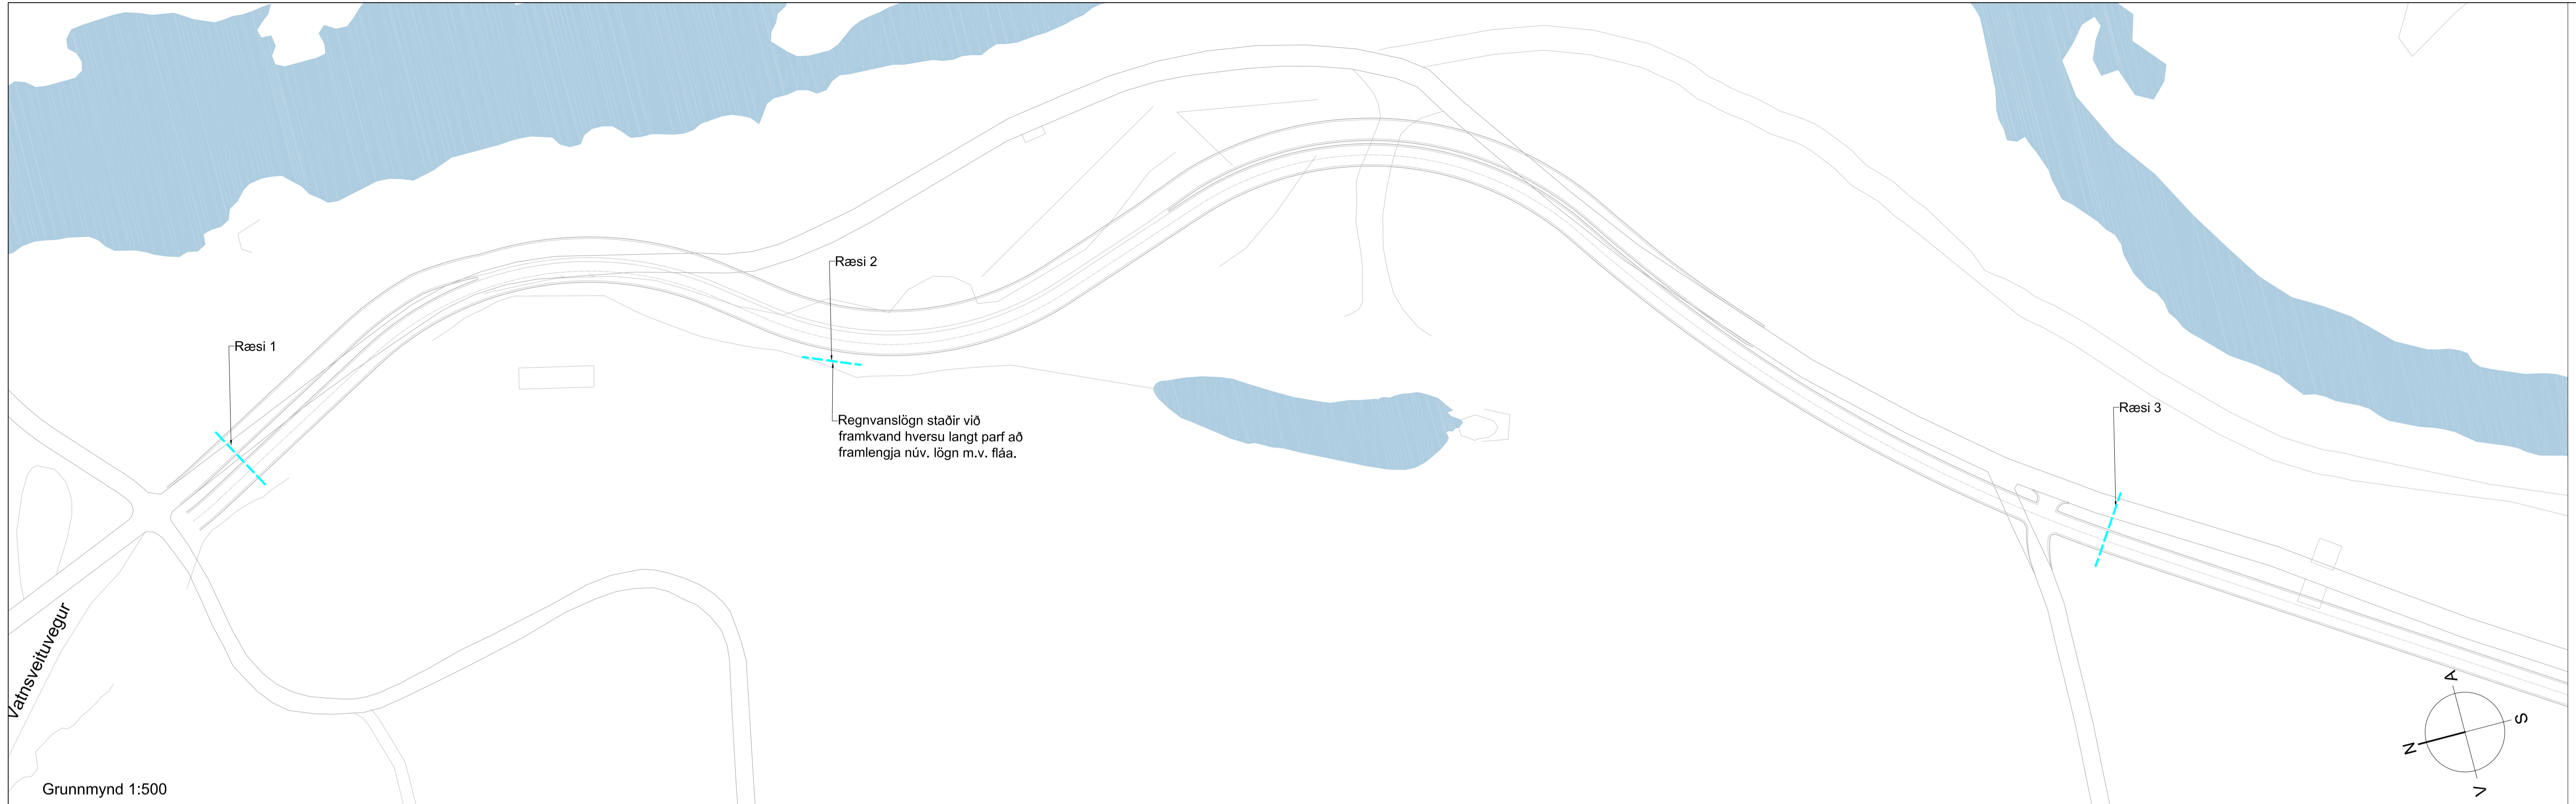 Ræsi 2
Ræsi 1
Ræsi 3
Regnvanslögn staðir við
framkvand hversu langt parf að
framlengja núv. lögn m.v. fláa.
Vatnsveituvegur
A
S
N
V
Grunnmynd 1:500